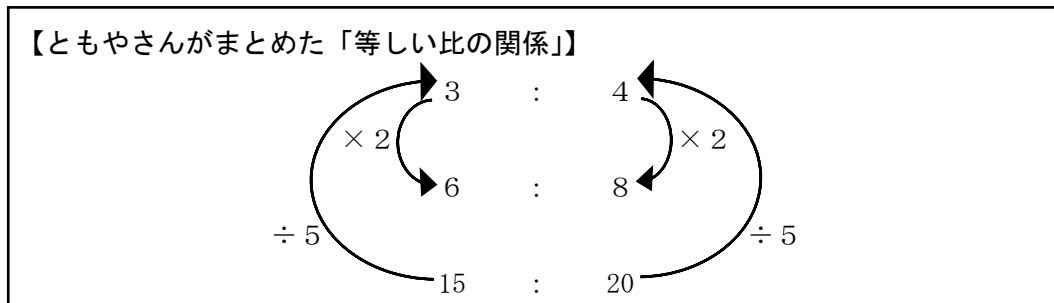 【ともやさんがまとめた「等しい比の関係」】
３ : ４
×２ ×２
６ : ８
÷５ ÷５
15 : 20